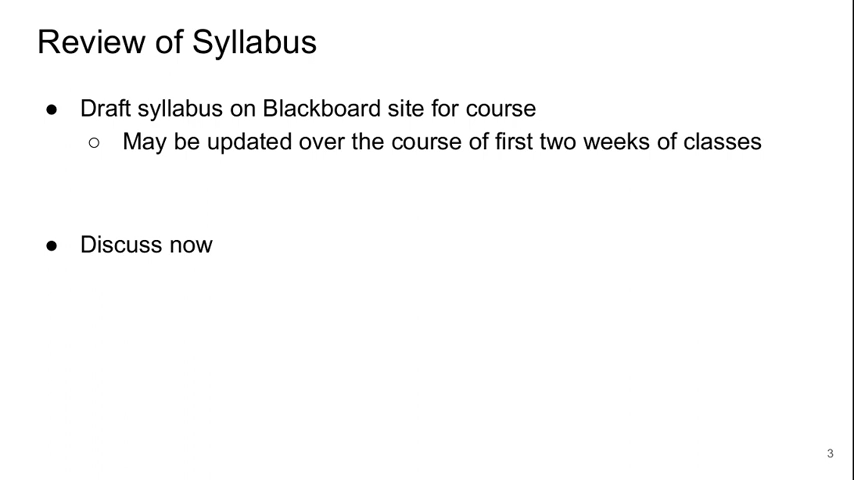 Review of Syllabus
● Draft syllabus on Blackboard site for course
○ May be updated over the course of first two weeks of classes
● Discuss now
3